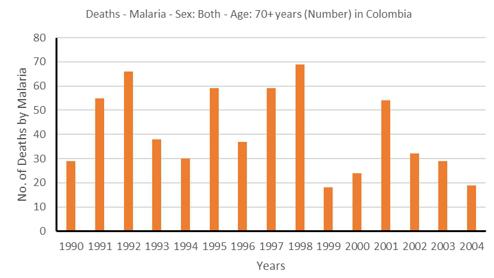 Deaths - Malaria - Sex: Both - Age: 70+ years (Number) in Colombia
80
70
60
50
40
30
20
10
0
No. of Deaths by Malaria
1990 1991 1992 1993 1994 1995 1996 1997 1998 1999 2000 2001 2002 2003 2004
Years